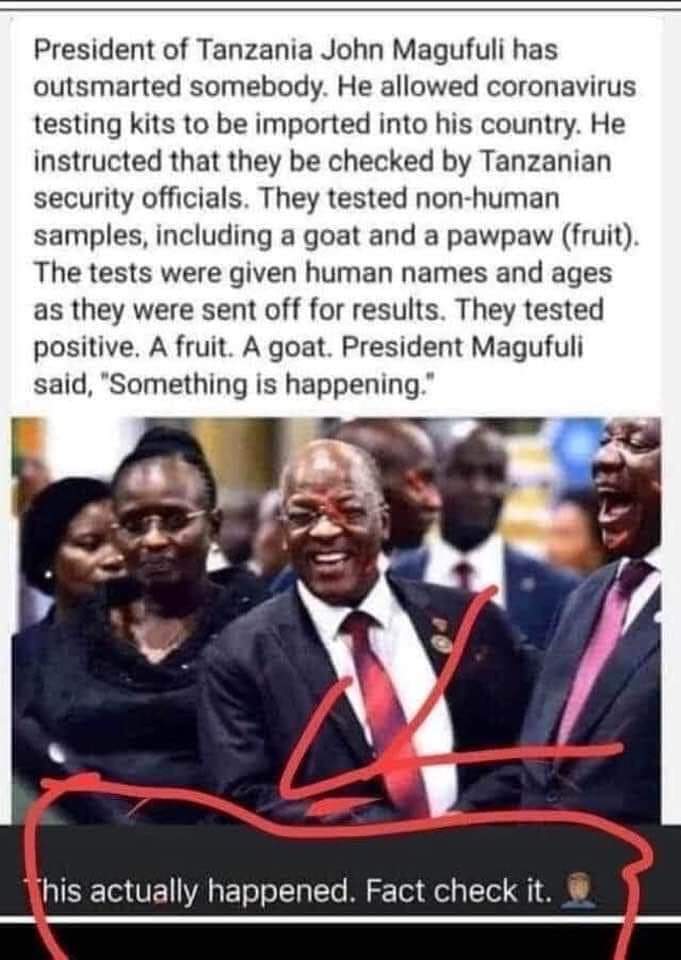 President of Tanzania John Magufuli has
outsmarted somebody. He allowed coronavirus
testing kits to be imported into his country. He
instructed that they be checked by Tanzanian
security officials. They tested non-human
samples, including a goat and a pawpaw (fruit).
The tests were given human names and ages
as they were sent off for results. They tested
positive. A fruit. A goat. President Magufuli
said, "Something is happening."
This actually happened. Fact check it. 🤦🏽‍♂️